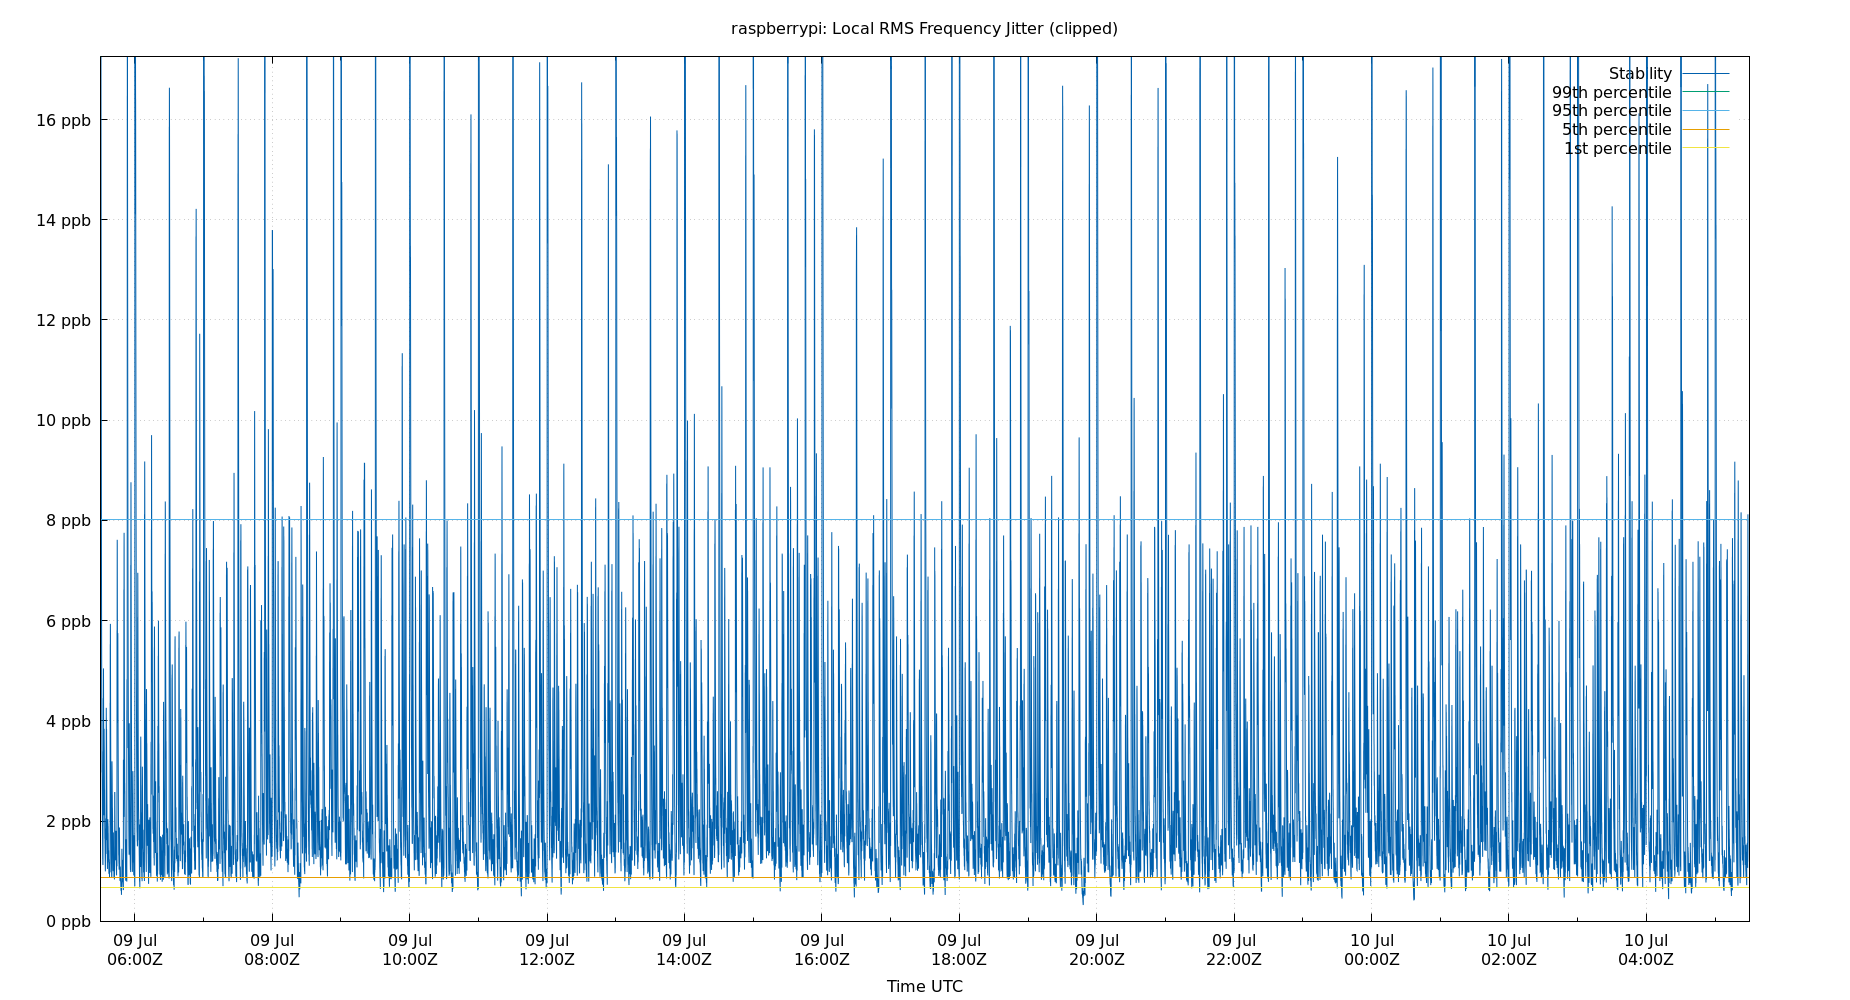 raspberrypi: Local RMS Frequency Jitter (clipped)
Stability
99th percentile
95th percentile
5th percentile
1st percentile
16 ppb
14 ppb
12 ppb
10 ppb
8 ppb
6 ppb
4 ppb
2 ppb
0 ppb
09 Jul 09 Jul 09 Jul 09 Jul 09 Jul 09 Jul 09 Jul 09 Jul 09 Jul 10 Jul 10 Jul 10 Jul
06:00Z 08:00Z 10:00Z 12:00Z 14:00Z 16:00Z 18:00Z 20:00Z 22:00Z 00:00Z 02:00Z 04:00Z
Time UTC